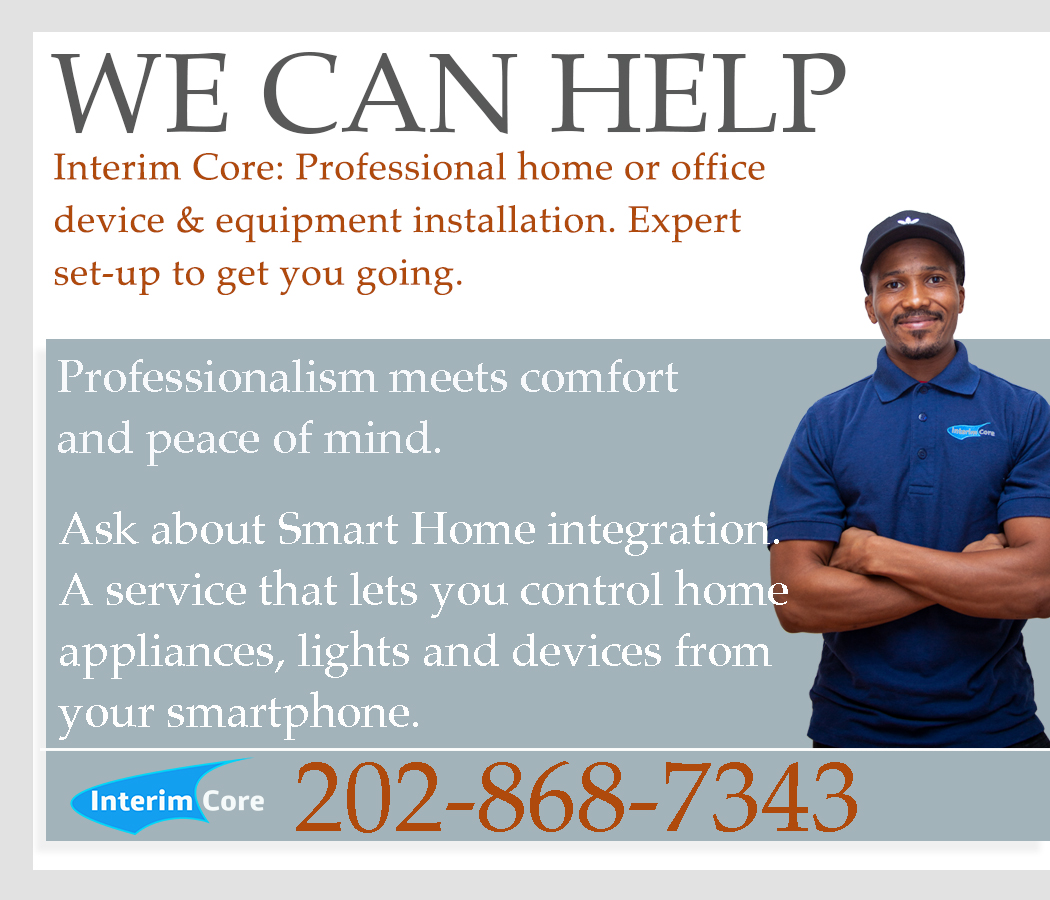 WE CAN HELP
Interim Core: Professional home or office
device & equipment installation. Expert
set-up to get you going.
Professionalism meets comfort
and peace of mind.
Interim Core
Ask about Smart Home integration.
A service that lets you control home
appliances, lights and devices from
your smartphone.
Interim Core
202-868-7343